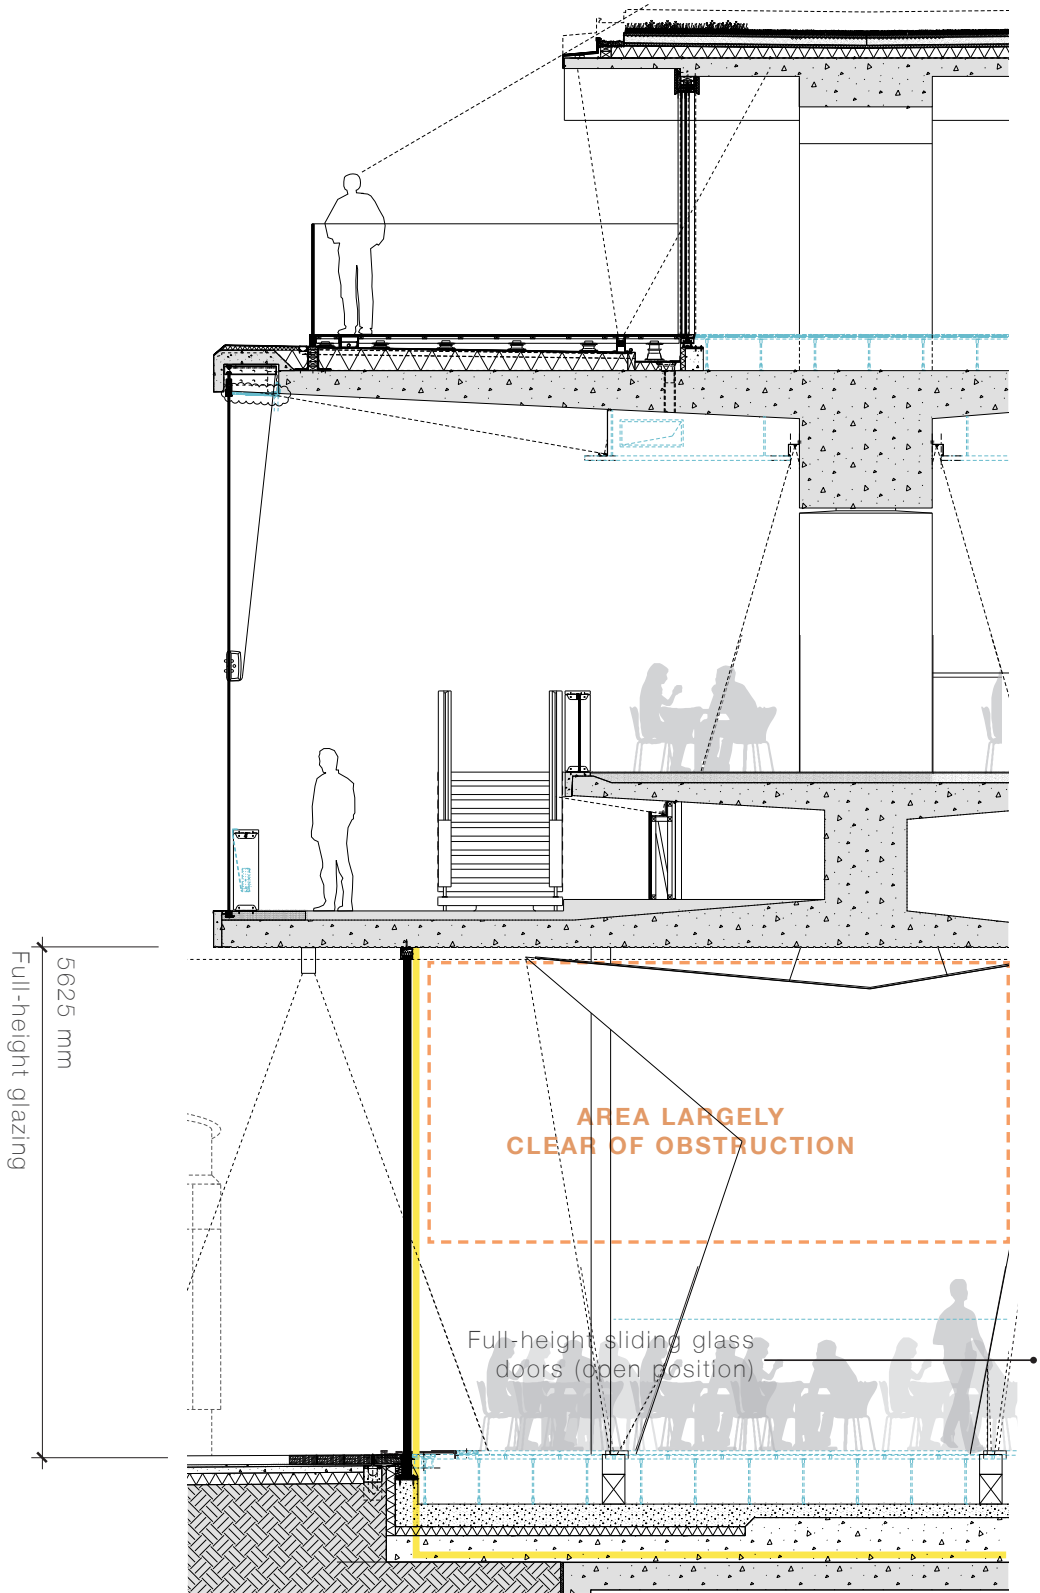 5625 mm
Full-height glazing
AREA LARGELY
CLEAR OF OBSTRUCTION
Full-height sliding glass
doors (open position)